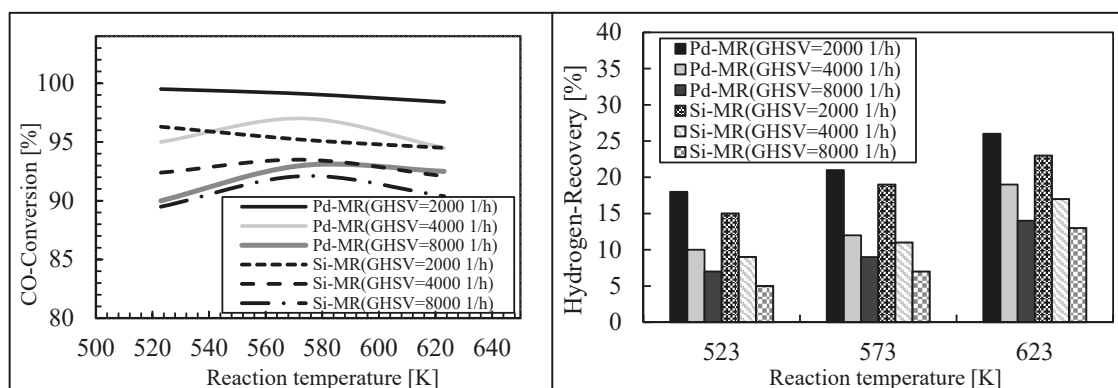 CO-Conversion [%]
100
95
90
85
80
Pd-MR(GHSV=2000 1/h)
Pd-MR(GHSV=4000 1/h)
Pd-MR(GHSV=8000 1/h)
Si-MR(GHSV=2000 1/h)
Si-MR(GHSV=4000 1/h)
Si-MR(GHSV=8000 1/h)
500 520 540 560 580 600 620 640
Reaction temperature [K]
Hydrogen-Recovery [%]
40
35
30
25
20
15
10
5
0
Pd-MR(GHSV=2000 1/h)
Pd-MR(GHSV=4000 1/h)
Pd-MR(GHSV=8000 1/h)
Si-MR(GHSV=2000 1/h)
Si-MR(GHSV=4000 1/h)
Si-MR(GHSV=8000 1/h)
523 573 623
Reaction temperature [K]